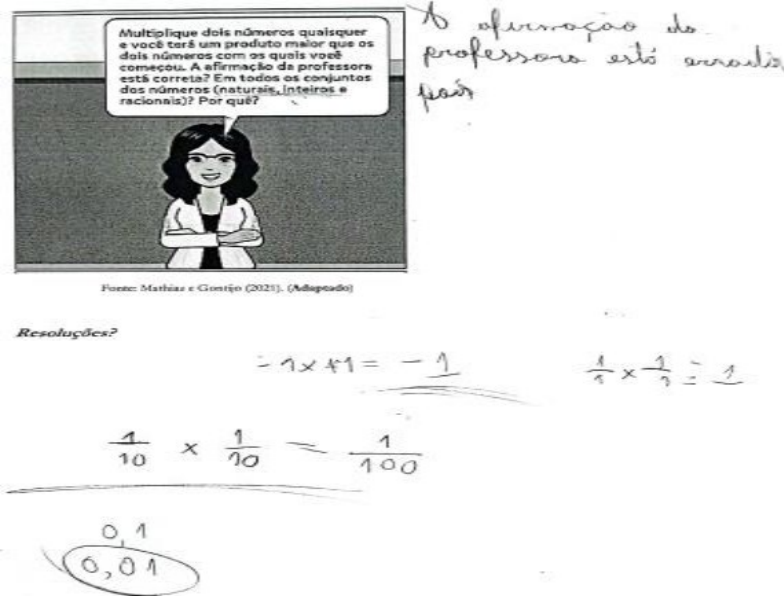 Multiplique dois números quaisquer
e você terá um produto maior que os
dois números com os quais você
começou. A afirmação da professora
está correta? Em todos os conjuntos
dos números (naturais, inteiros e
racionais)? Por quê?
A afirmação da
professora está errada
pois
Fonte: Mathias e Gontijo (2021). (Adaptado)
Resoluções?
- 1 x +1 = - 1
1/1 x 1/1 = 1
1/10 x 1/10 = 1/100
0,1
0,01